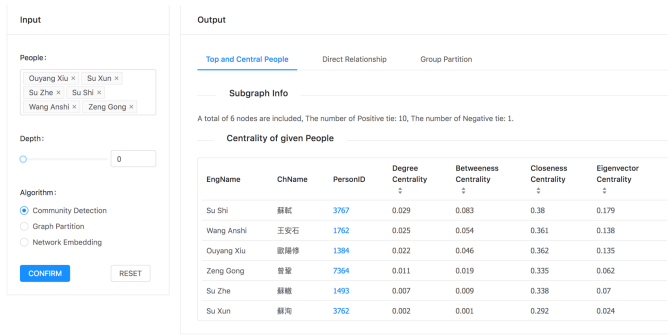 Input
People :
Ouyang Xiu × Su Xun ×
Su Zhe × Su Shi ×
Wang Anshi × Zeng Gong ×
Depth :
0
Algorithm :
Community Detection
Graph Partition
Network Embedding
CONFIRM RESET
Output
Top and Central People Direct Relationship Group Partition
Subgraph Info
A total of 6 nodes are included, The number of Positive tie: 10, The number of Negative tie: 1.
Centrality of given People
EngName ChName PersonID Degree Centrality Betweeness Centrality Closeness Centrality Eigenvector Centrality
Su Shi 蘇軾 3767 0.029 0.083 0.38 0.179
Wang Anshi 王安石 1762 0.025 0.054 0.361 0.138
Ouyang Xiu 歐陽修 1384 0.022 0.046 0.362 0.135
Zeng Gong 曾鞏 7364 0.011 0.019 0.335 0.062
Su Zhe 蘇轍 1493 0.007 0.009 0.338 0.07
Su Xun 蘇洵 3762 0.002 0.001 0.292 0.024